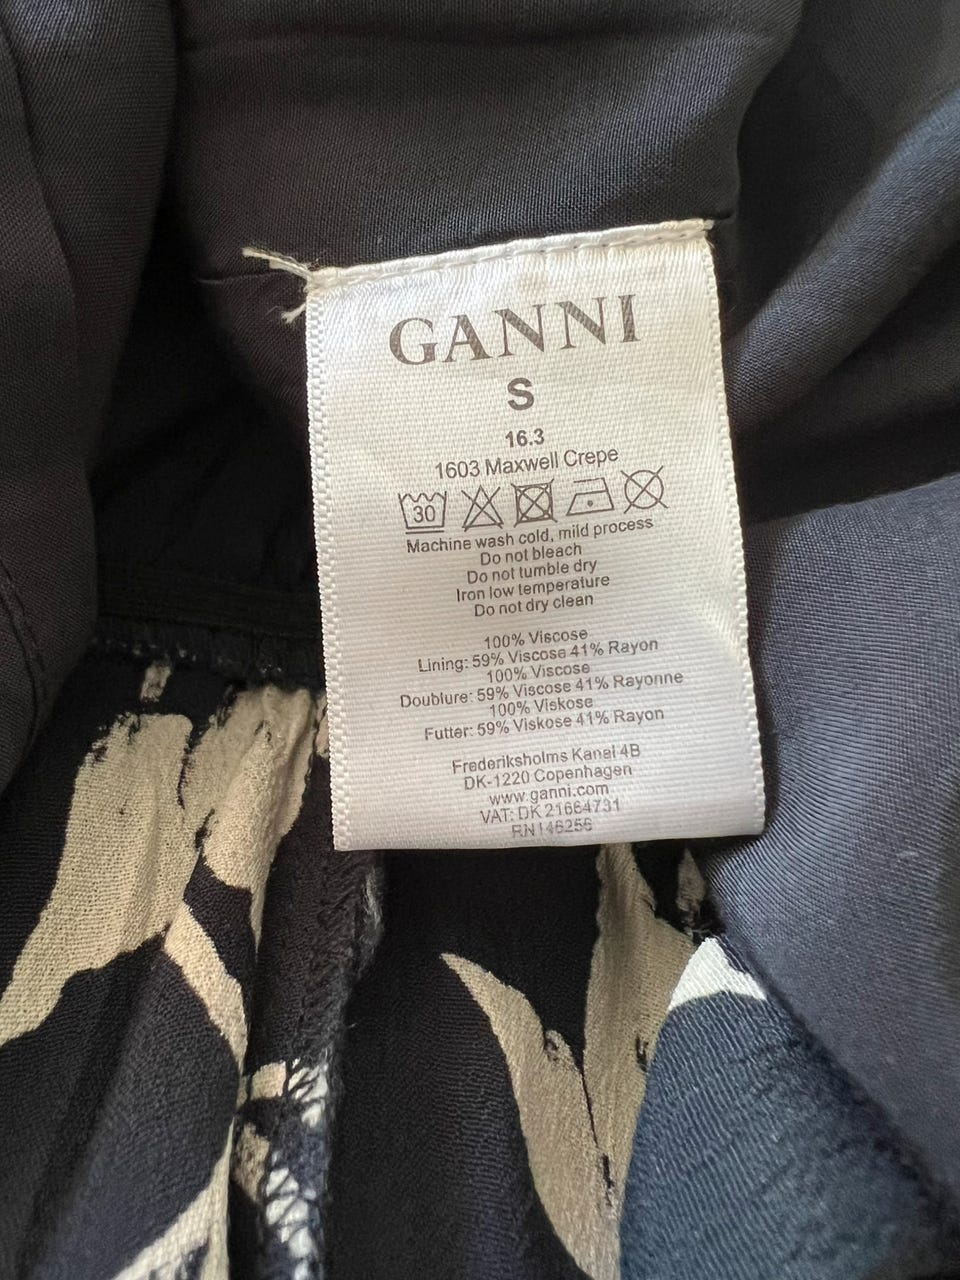 GANNI
S
16.3
1603 Maxwell Crepe
30
Machine wash cold, mild process
Do not bleach
Do not tumble dry
Iron low temperature
Do not dry clean
100% Viscose
Lining: 59% Viscose 41% Rayon
100% Viscose
Doublure: 59% Viscose 41% Rayonne
100% Viskose
Futter: 59% Viskose 41% Rayon
Frederiksholms Kanal 4B
DK-1220 Copenhagen
www.ganni.com
VAT: DK 21664731
RN146256